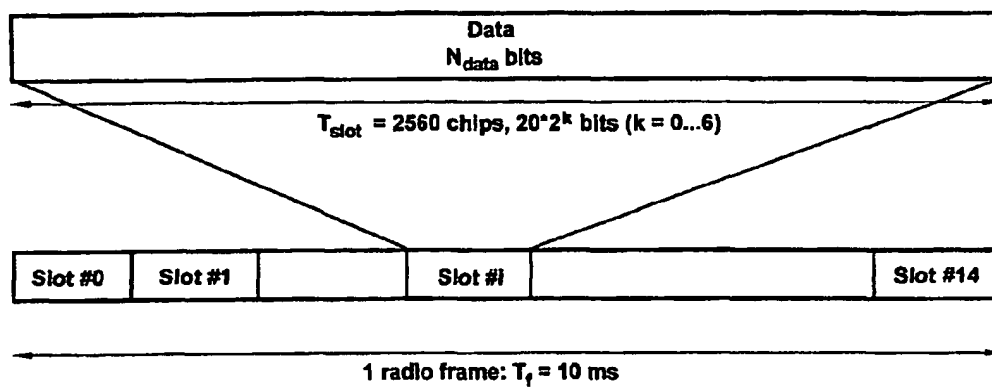 Data
N_data bits
T_slot = 2560 chips, 20*2^k bits (k = 0...6)
Slot #0 Slot #1 Slot #i Slot #14
1 radio frame: T_f = 10 ms